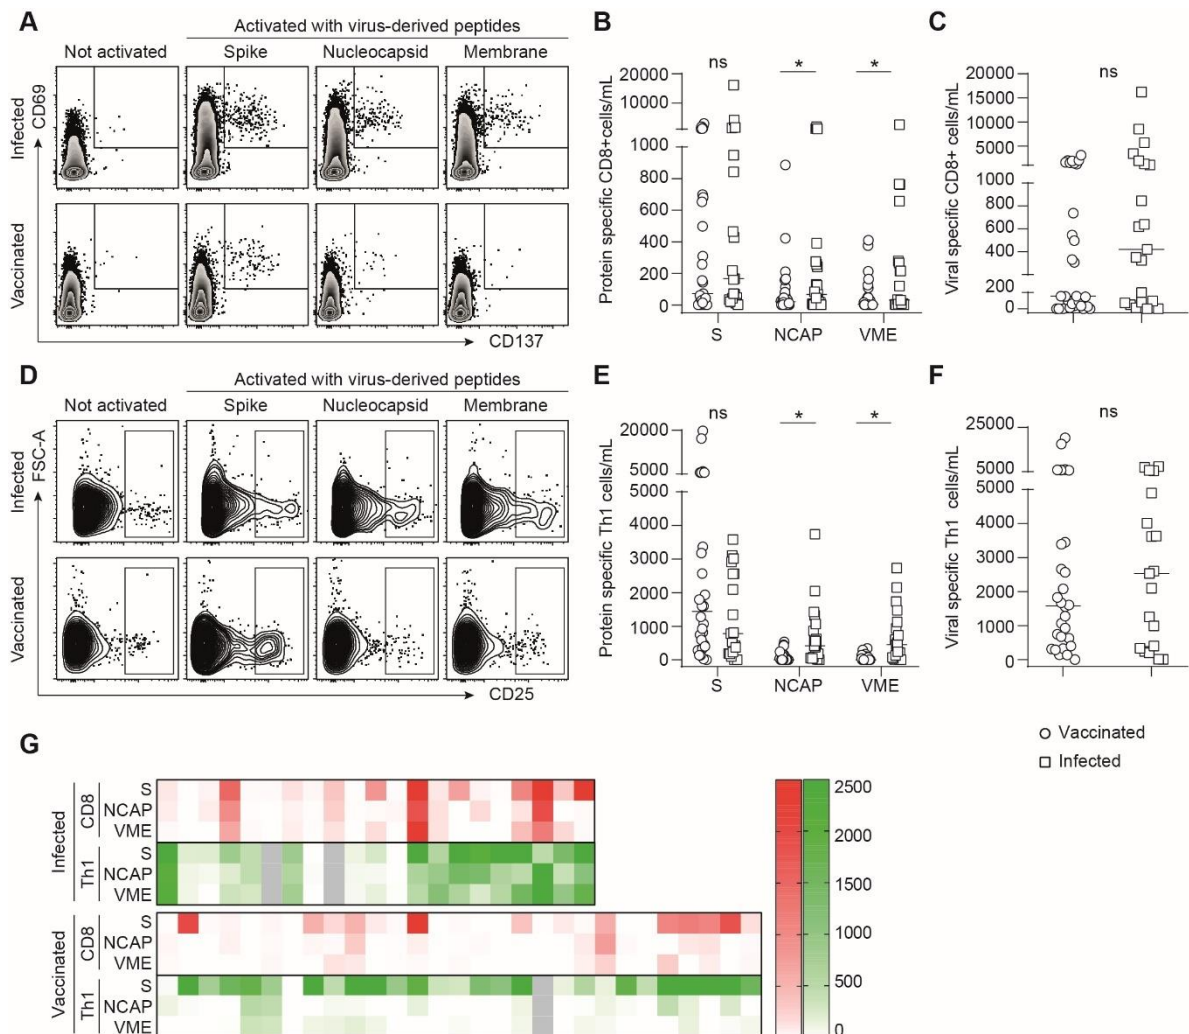 A
Activated with virus-derived peptides
Not activated
Spike
Nucleocapsid
Membrane
Infected
CD69
Vaccinated
CD137
B
Protein specific CD8+cells/mL
20000
10000
1000
800
600
400
200
0
ns
*
*
S
NCAP
VME
C
Viral specific CD8+ cells/mL
20000
15000
10000
5000
1000
600
400
200
0
ns
D
Activated with virus-derived peptides
Not activated
Spike
Nucleocapsid
Membrane
Infected
FSC-A
Vaccinated
CD25
E
Protein specific Th1 cells/mL
20000
5000
5000
4000
3000
2000
1000
0
ns
*
*
S
NCAP
VME
F
Viral specific Th1 cells/mL
25000
5000
5000
4000
3000
2000
1000
0
ns
Vaccinated
Infected
G
Infected
CD8
S
NCAP
VME
Th1
S
NCAP
VME
Vaccinated
CD8
S
NCAP
VME
Th1
S
NCAP
VME
2500
2000
1500
1000
500
0